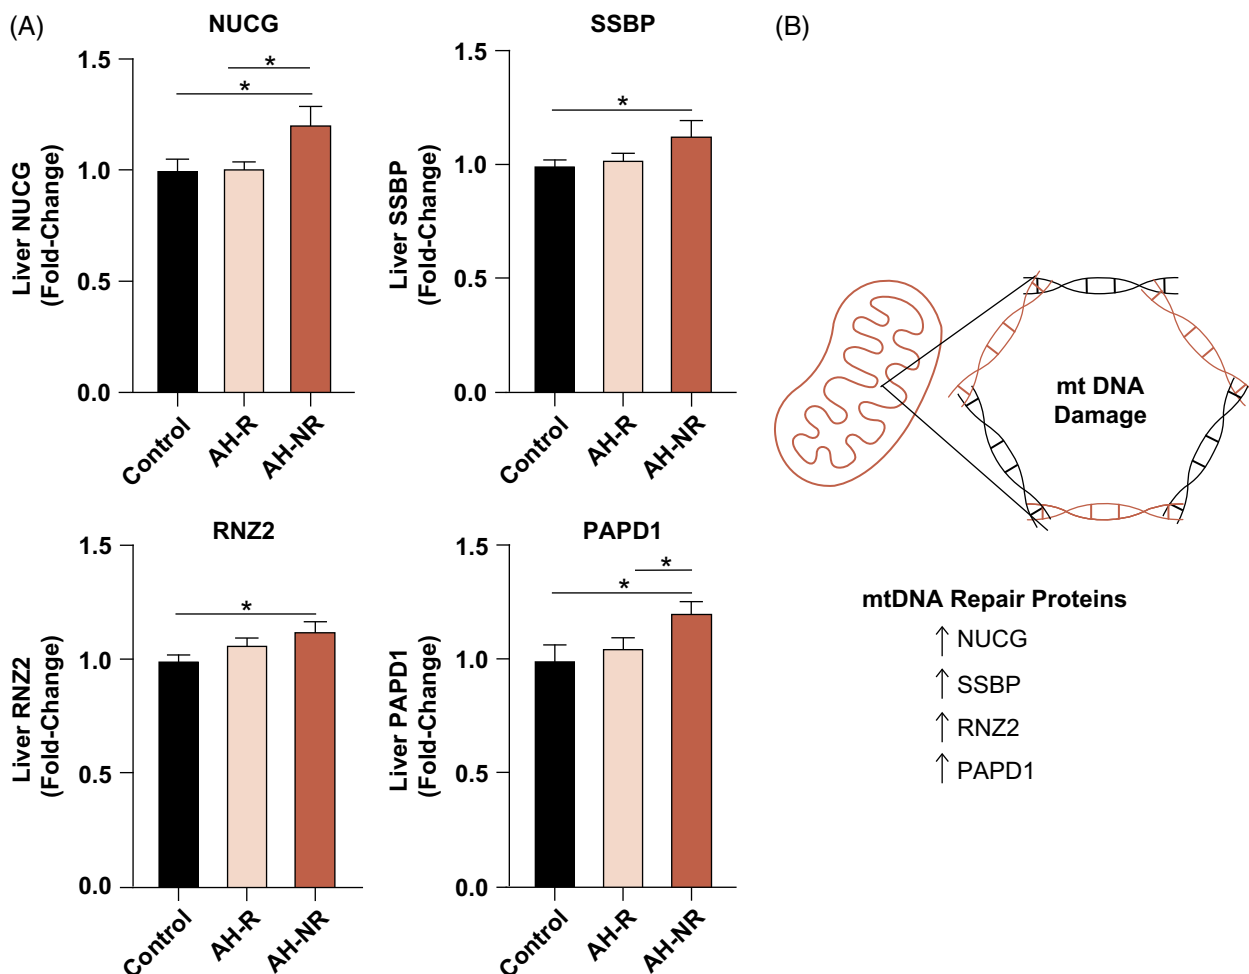 (A)
NUCG
Liver NUCG
(Fold-Change)
1.5
*
*
1.0
0.5
0.0
Control
AH-R
AH-NR
SSBP
Liver SSBP
(Fold-Change)
1.5
*
1.0
0.5
0.0
Control
AH-R
AH-NR
RNZ2
Liver RNZ2
(Fold-Change)
1.5
*
1.0
0.5
0.0
Control
AH-R
AH-NR
PAPD1
Liver PAPD1
(Fold-Change)
1.5
*
*
1.0
0.5
0.0
Control
AH-R
AH-NR
(B)
mt DNA
Damage
mtDNA Repair Proteins
↑ NUCG
↑ SSBP
↑ RNZ2
↑ PAPD1